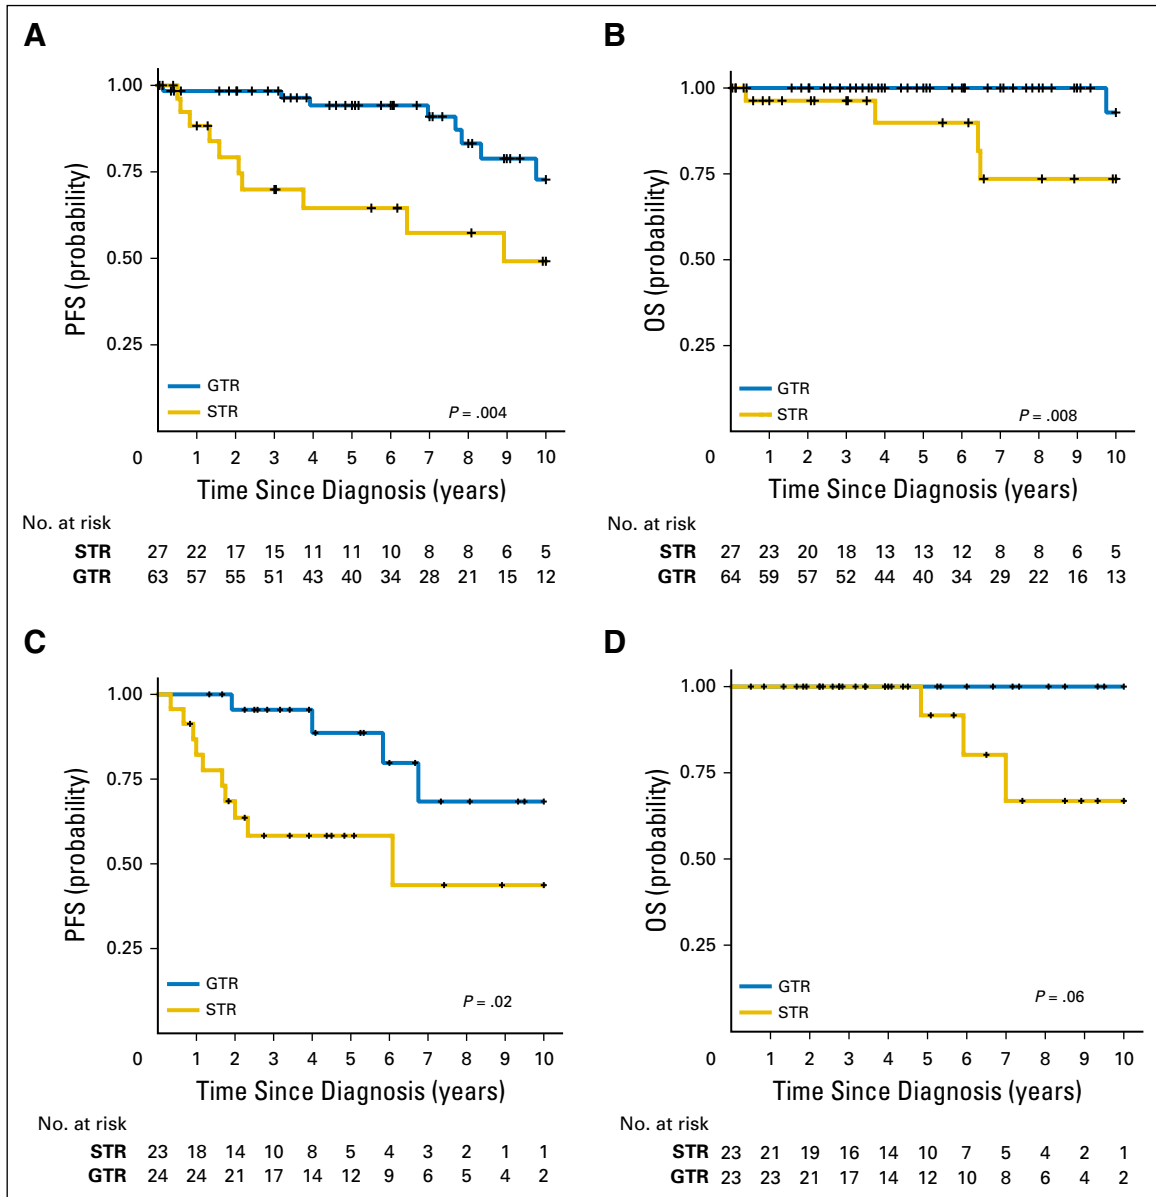 A
1.00
0.75
0.50
0.25
PFS (probability)
GTR
STR
P = .004
0 1 2 3 4 5 6 7 8 9 10
Time Since Diagnosis (years)
No. at risk
STR 27 22 17 15 11 11 10 8 8 6 5
GTR 63 57 55 51 43 40 34 28 21 15 12
B
1.00
0.75
0.50
0.25
OS (probability)
GTR
STR
P = .008
0 1 2 3 4 5 6 7 8 9 10
Time Since Diagnosis (years)
No. at risk
STR 27 23 20 18 13 13 12 8 8 6 5
GTR 64 59 57 52 44 40 34 29 22 16 13
C
1.00
0.75
0.50
0.25
PFS (probability)
GTR
STR
P = .02
0 1 2 3 4 5 6 7 8 9 10
Time Since Diagnosis (years)
No. at risk
STR 23 18 14 10 8 5 4 3 2 1 1
GTR 24 24 21 17 14 12 9 6 5 4 2
D
1.00
0.75
0.50
0.25
OS (probability)
GTR
STR
P = .06
0 1 2 3 4 5 6 7 8 9 10
Time Since Diagnosis (years)
No. at risk
STR 23 21 19 16 14 10 7 5 4 2 1
GTR 23 23 21 17 14 12 10 8 6 4 2